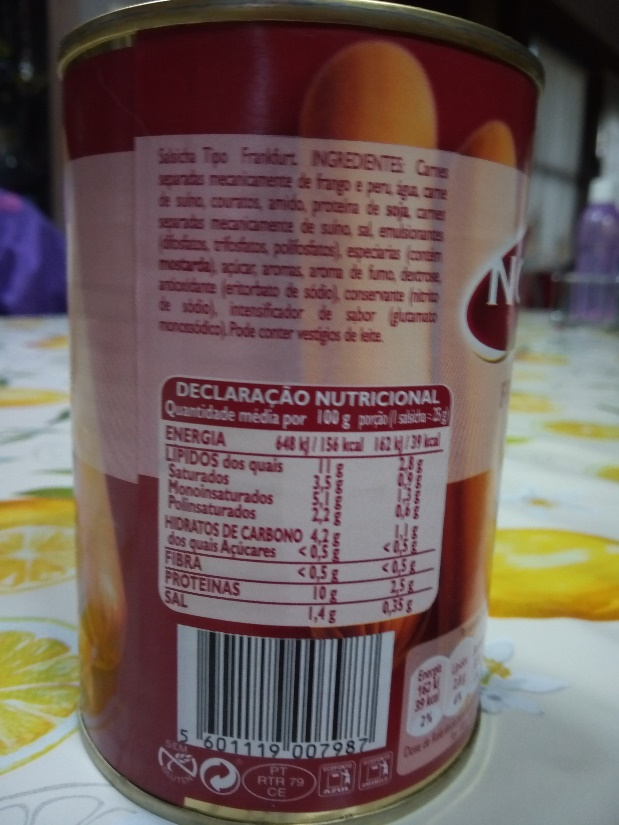 Salsicha Tipo Frankfurt. INGREDIENTES: Carnes
separadas mecanicamente de frango e peru, água, carne
de suíno, couratos, amido, proteína de soja, carnes
separadas mecanicamente de suíno, sal, emulsionantes
(difosfatos, trifosfatos, polifosfatos), especiarias (contém
mostarda), açúcar, aromas, aroma de fumo, dextrose,
antioxidante (eritorbato de sódio), conservante (nitrito
de sódio), intensificador de sabor (glutamato
monossódico). Pode conter vestígios de leite.
DECLARAÇÃO NUTRICIONAL
Quantidade média por 100 g porção (1 salsicha = 25g)
ENERGIA 648 kJ / 156 kcal 162 kJ / 39 kcal
LÍPIDOS dos quais 11 g 2,8 g
Saturados 3,5 g 0,9 g
Monoinsaturados 5,1 g 1,3 g
Polinsaturados 2,2 g 0,6 g
HIDRATOS DE CARBONO 4,2 g 1,1 g
dos quais Açúcares <0,5 g <0,5 g
FIBRA <0,5 g <0,5 g
PROTEÍNAS 10 g 2,5 g
SAL 1,4 g 0,35 g
5 601119 007987
SEM
GLÚTEN
PT
RTR 79
CE
Energia
162 kJ
39 kcal
2%
Lípidos
2,8 g